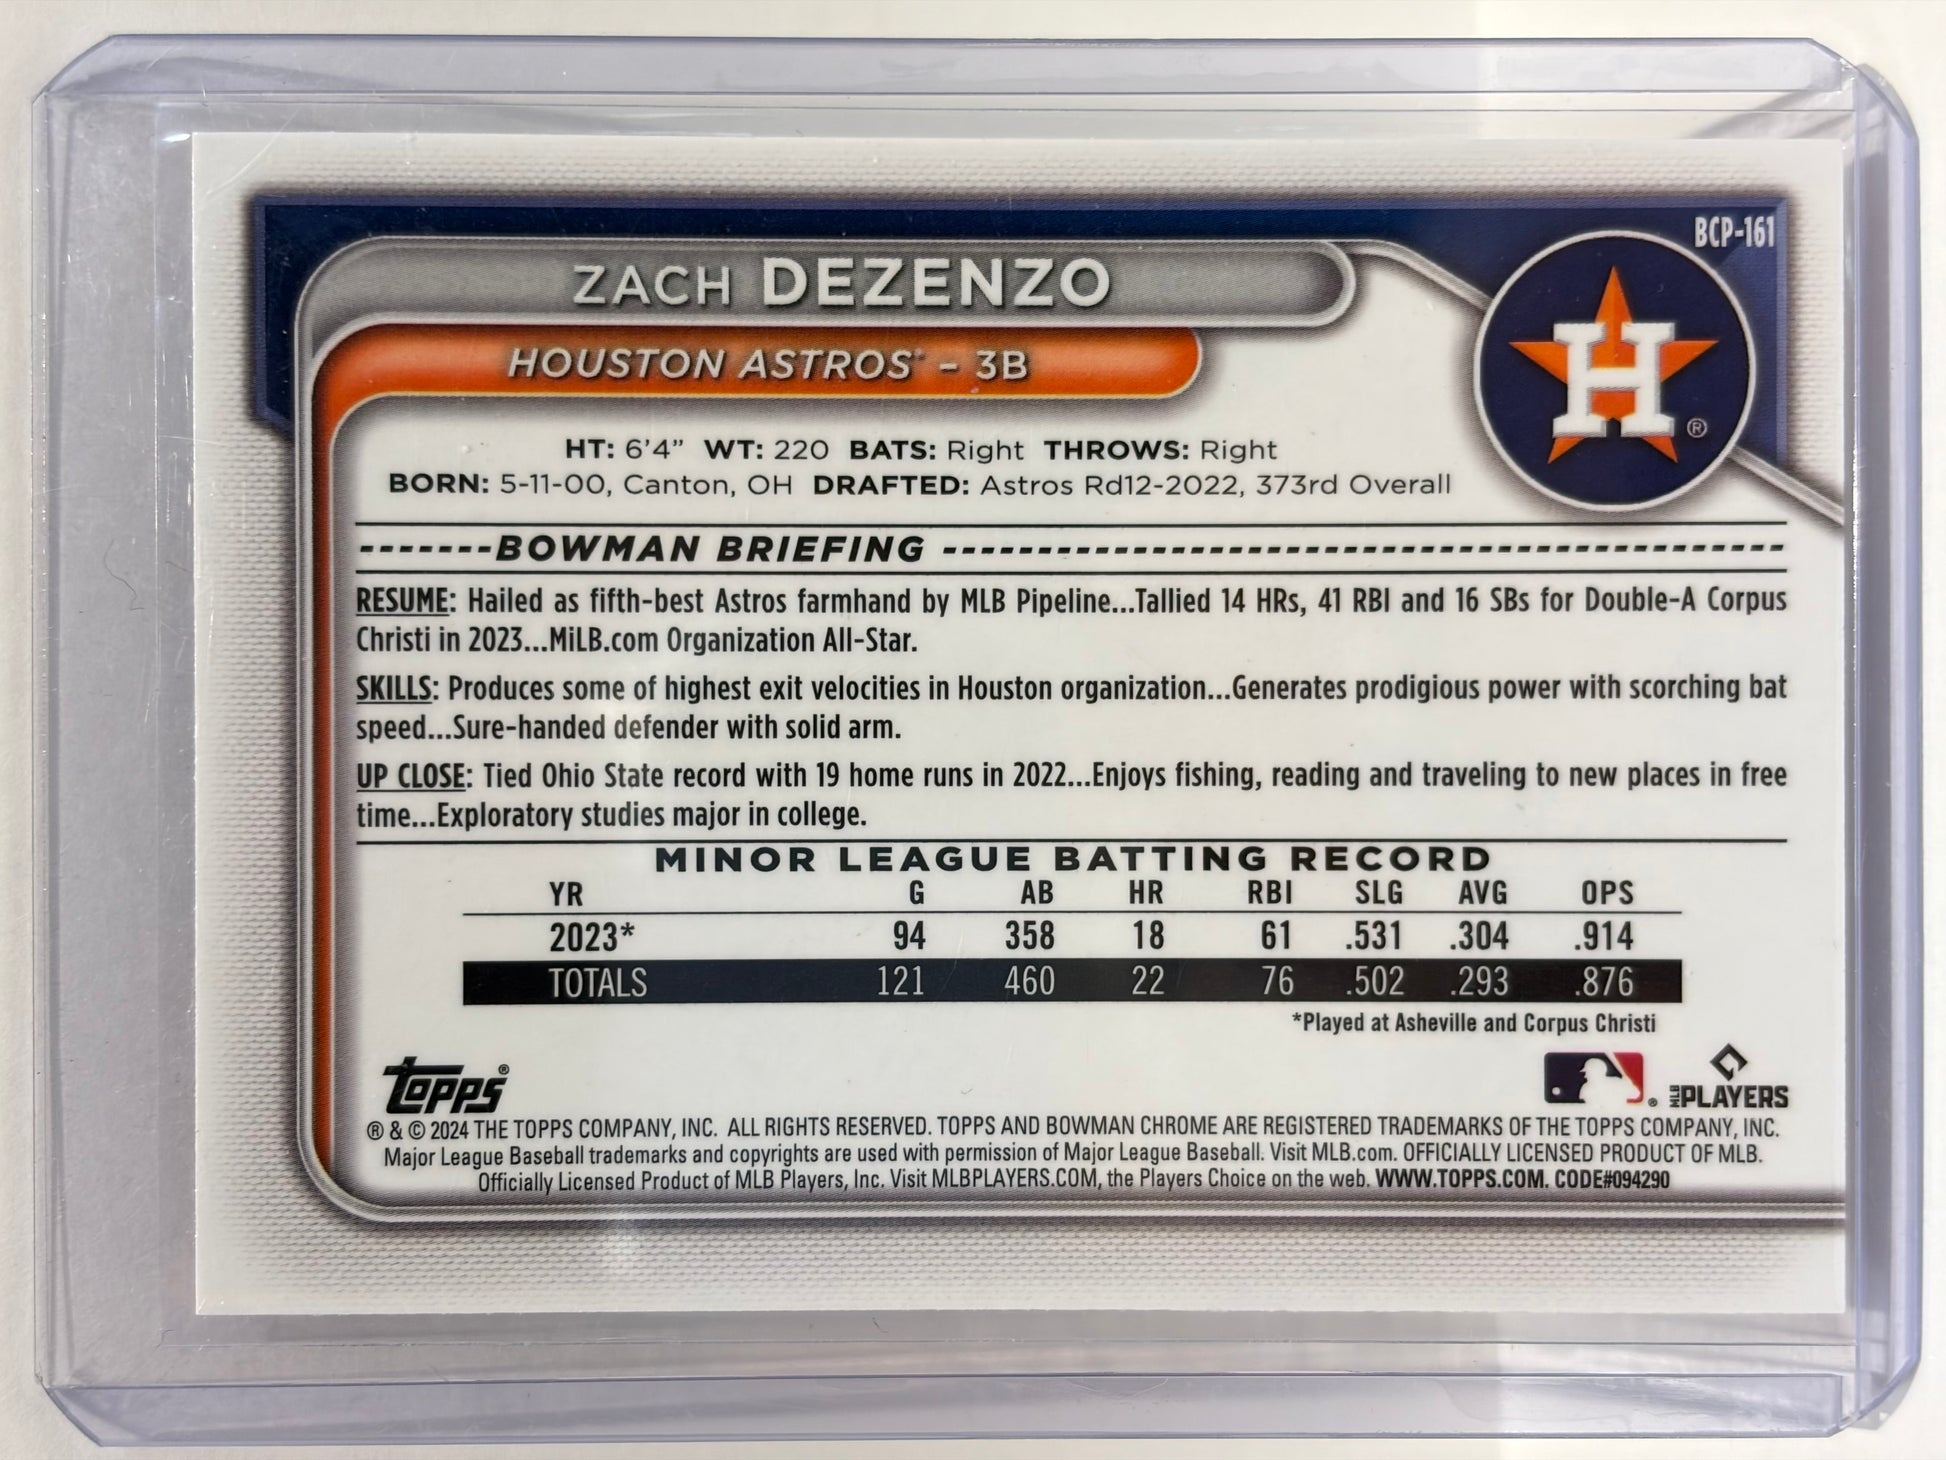 BCP-161
ZACH DEZENZO
HOUSTON ASTROS® - 3B
H ®
HT: 6'4" WT: 220 BATS: Right THROWS: Right
BORN: 5-11-00, Canton, OH DRAFTED: Astros Rd12-2022, 373rd Overall
-------BOWMAN BRIEFING ------------------------------------
RESUME: Hailed as fifth-best Astros farmhand by MLB Pipeline...Tallied 14 HRs, 41 RBI and 16 SBs for Double-A Corpus
Christi in 2023...MiLB.com Organization All-Star.
SKILLS: Produces some of highest exit velocities in Houston organization...Generates prodigious power with scorching bat
speed...Sure-handed defender with solid arm.
UP CLOSE: Tied Ohio State record with 19 home runs in 2022...Enjoys fishing, reading and traveling to new places in free
time...Exploratory studies major in college.
MINOR LEAGUE BATTING RECORD
YR G AB HR RBI SLG AVG OPS
2023* 94 358 18 61 .531 .304 .914
TOTALS 121 460 22 76 .502 .293 .876
*Played at Asheville and Corpus Christi
topps® ® MLB PLAYERS
® & © 2024 THE TOPPS COMPANY, INC. ALL RIGHTS RESERVED. TOPPS AND BOWMAN CHROME ARE REGISTERED TRADEMARKS OF THE TOPPS COMPANY, INC.
Major League Baseball trademarks and copyrights are used with permission of Major League Baseball. Visit MLB.com. OFFICIALLY LICENSED PRODUCT OF MLB.
Officially Licensed Product of MLB Players, Inc. Visit MLBPLAYERS.COM, the Players Choice on the web. WWW.TOPPS.COM. CODE#094290